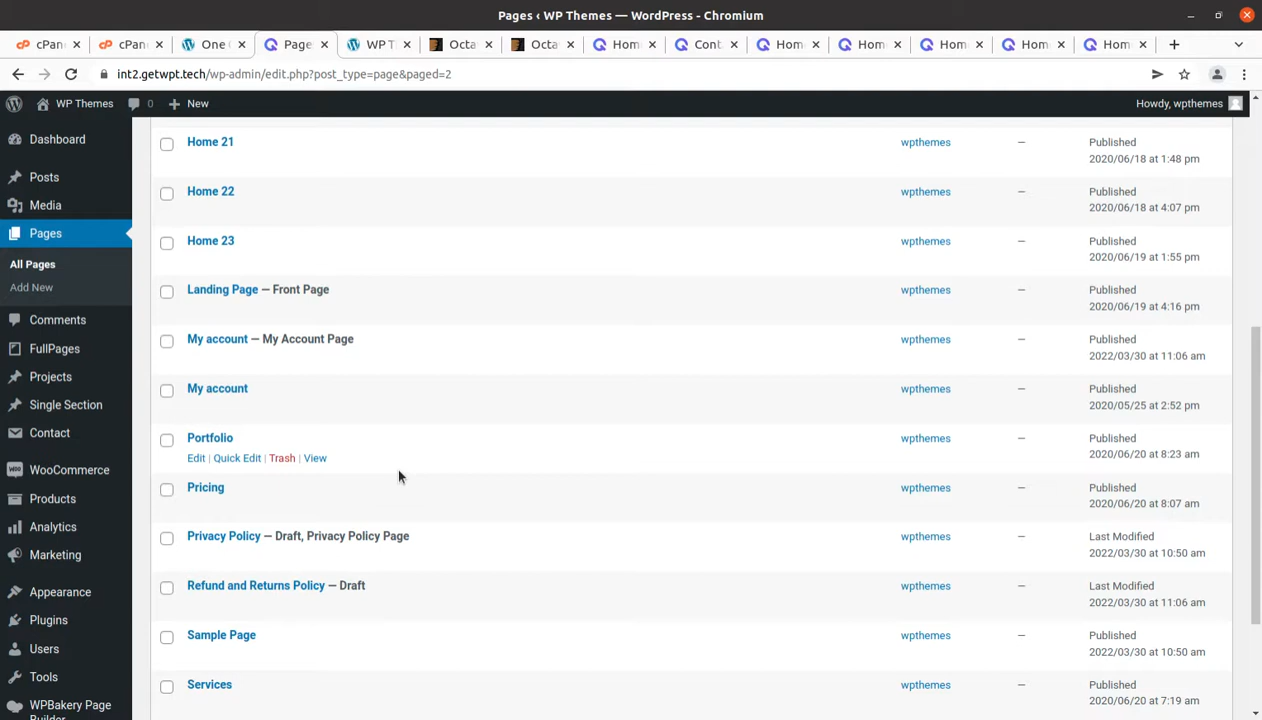 Pages ‹ WP Themes — WordPress - Chromium
cPan
cPan
One
Page
WP T
Octa
Octa
Hom
Cont
Hom
Hom
Hom
Hom
Hom
int2.getwpt.tech/wp-admin/edit.php?post_type=page&paged=2
WP Themes 0 New Howdy, wpthemes
Dashboard
Posts
Media
Pages
All Pages
Add New
Comments
FullPages
Projects
Single Section
Contact
WooCommerce
Products
Analytics
Marketing
Appearance
Plugins
Users
Tools
WPBakery Page
Builder
Home 21 wpthemes — Published
2020/06/18 at 1:48 pm
Home 22 wpthemes — Published
2020/06/18 at 4:07 pm
Home 23 wpthemes — Published
2020/06/19 at 1:55 pm
Landing Page — Front Page wpthemes — Published
2020/06/19 at 4:16 pm
My account — My Account Page wpthemes — Published
2022/03/30 at 11:06 am
My account wpthemes — Published
2020/05/25 at 2:52 pm
Portfolio wpthemes — Published
Edit | Quick Edit | Trash | View 2020/06/20 at 8:23 am
Pricing wpthemes — Published
2020/06/20 at 8:07 am
Privacy Policy — Draft, Privacy Policy Page wpthemes — Last Modified
2022/03/30 at 10:50 am
Refund and Returns Policy — Draft wpthemes — Last Modified
2022/03/30 at 11:06 am
Sample Page wpthemes — Published
2022/03/30 at 10:50 am
Services wpthemes — Published
2020/06/20 at 7:19 am